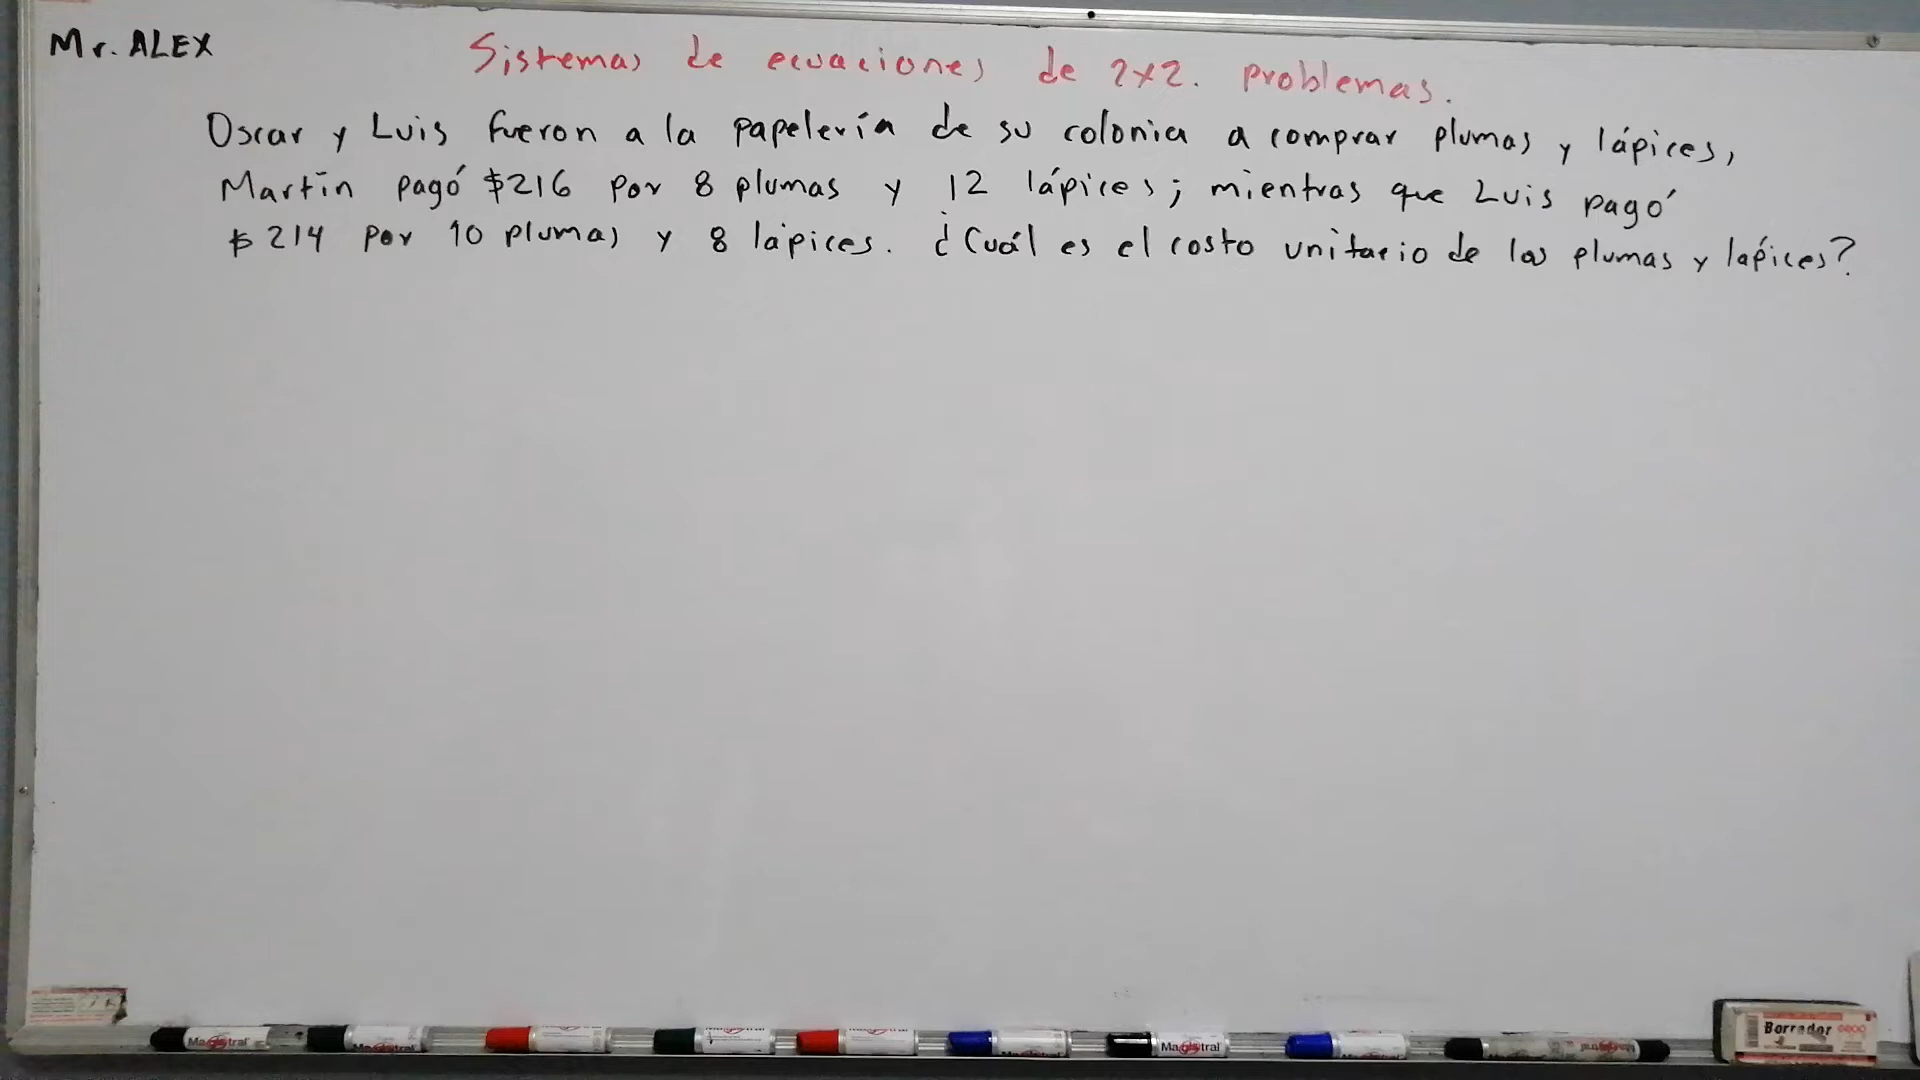 Mr. ALEX
Sistemas de ecuaciones de 2x2. problemas.
Oscar y Luis fueron a la papelería de su colonia a comprar plumas y lápices,
Martín pagó $216 por 8 plumas y 12 lápices; mientras que Luis pagó
$214 por 10 plumas y 8 lápices. ¿Cuál es el costo unitario de las plumas y lápices?
Magistral
Magistral
Magistral
Borrador